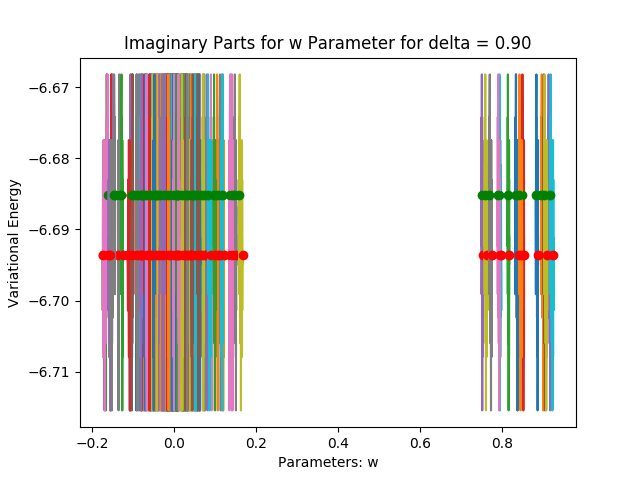 Imaginary Parts for w Parameter for delta = 0.90
Variational Energy
−6.67
−6.68
−6.69
−6.70
−6.71
−0.2 0.0 0.2 0.4 0.6 0.8
Parameters: w